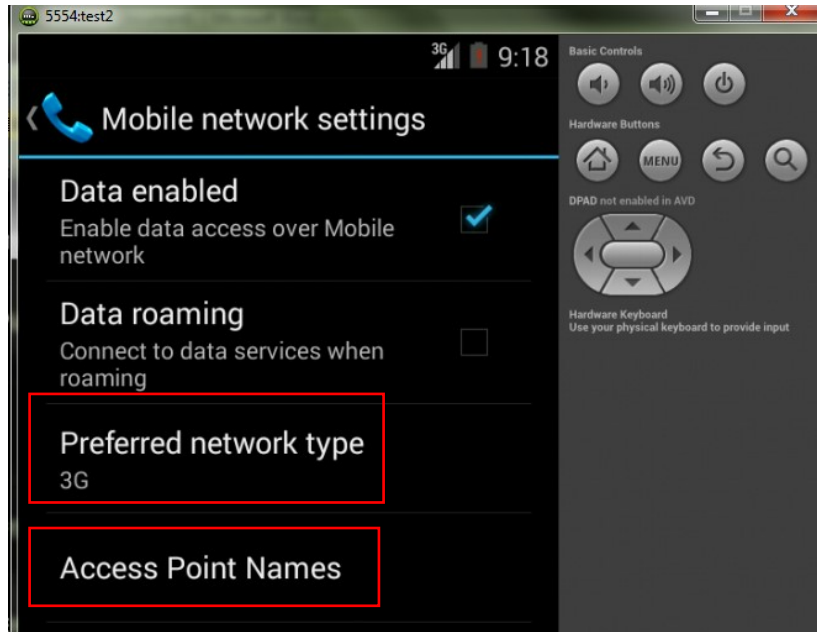 5554:test2
3G 9:18
Mobile network settings
Data enabled
Enable data access over Mobile
network
Data roaming
Connect to data services when
roaming
Preferred network type
3G
Access Point Names
Basic Controls
Hardware Buttons
MENU
DPAD not enabled in AVD
Hardware Keyboard
Use your physical keyboard to provide input